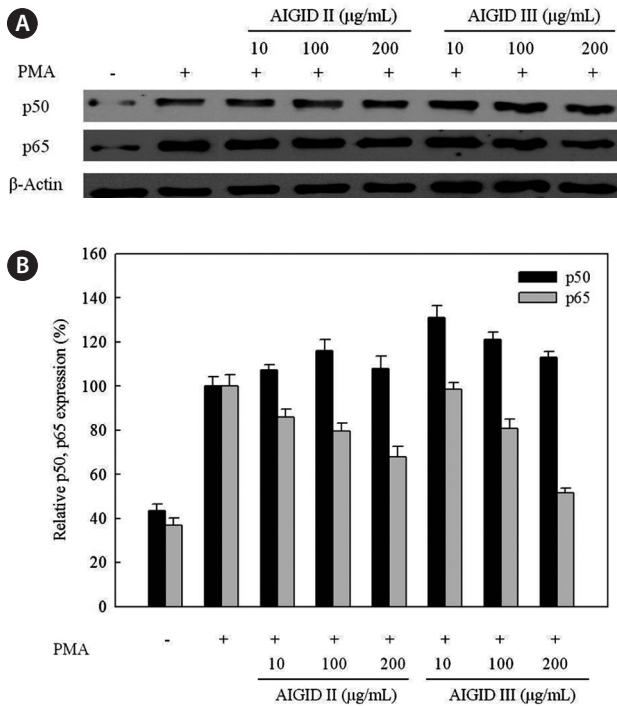 A
AIGID II (µg/mL) AIGID III (µg/mL)
10 100 200 10 100 200
PMA - + + + + + + +
p50
p65
β-Actin
B
160
140
120
100
80
60
40
20
0
Relative p50, p65 expression (%)
p50
p65
PMA - + + + + + + +
10 100 200 10 100 200
AIGID II (µg/mL) AIGID III (µg/mL)